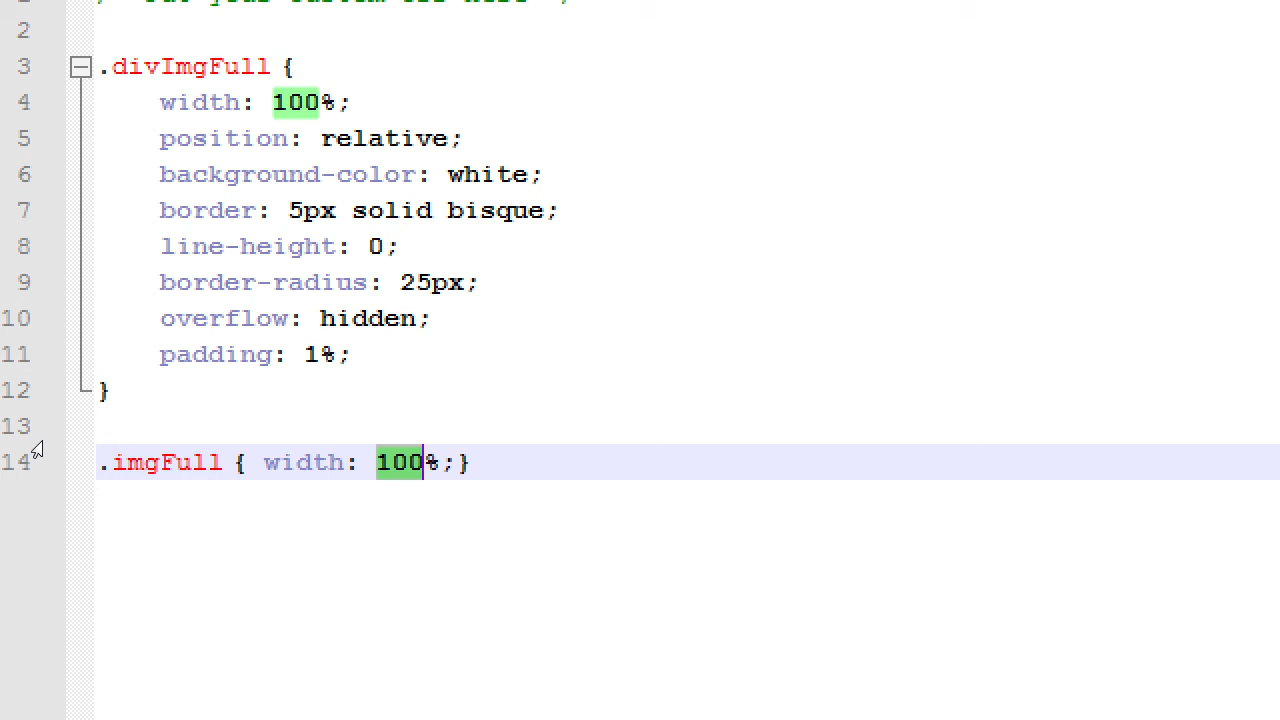 2
3 .divImgFull {
4 width: 100%;
5 position: relative;
6 background-color: white;
7 border: 5px solid bisque;
8 line-height: 0;
9 border-radius: 25px;
10 overflow: hidden;
11 padding: 1%;
12 }
13
14 .imgFull { width: 100%;}